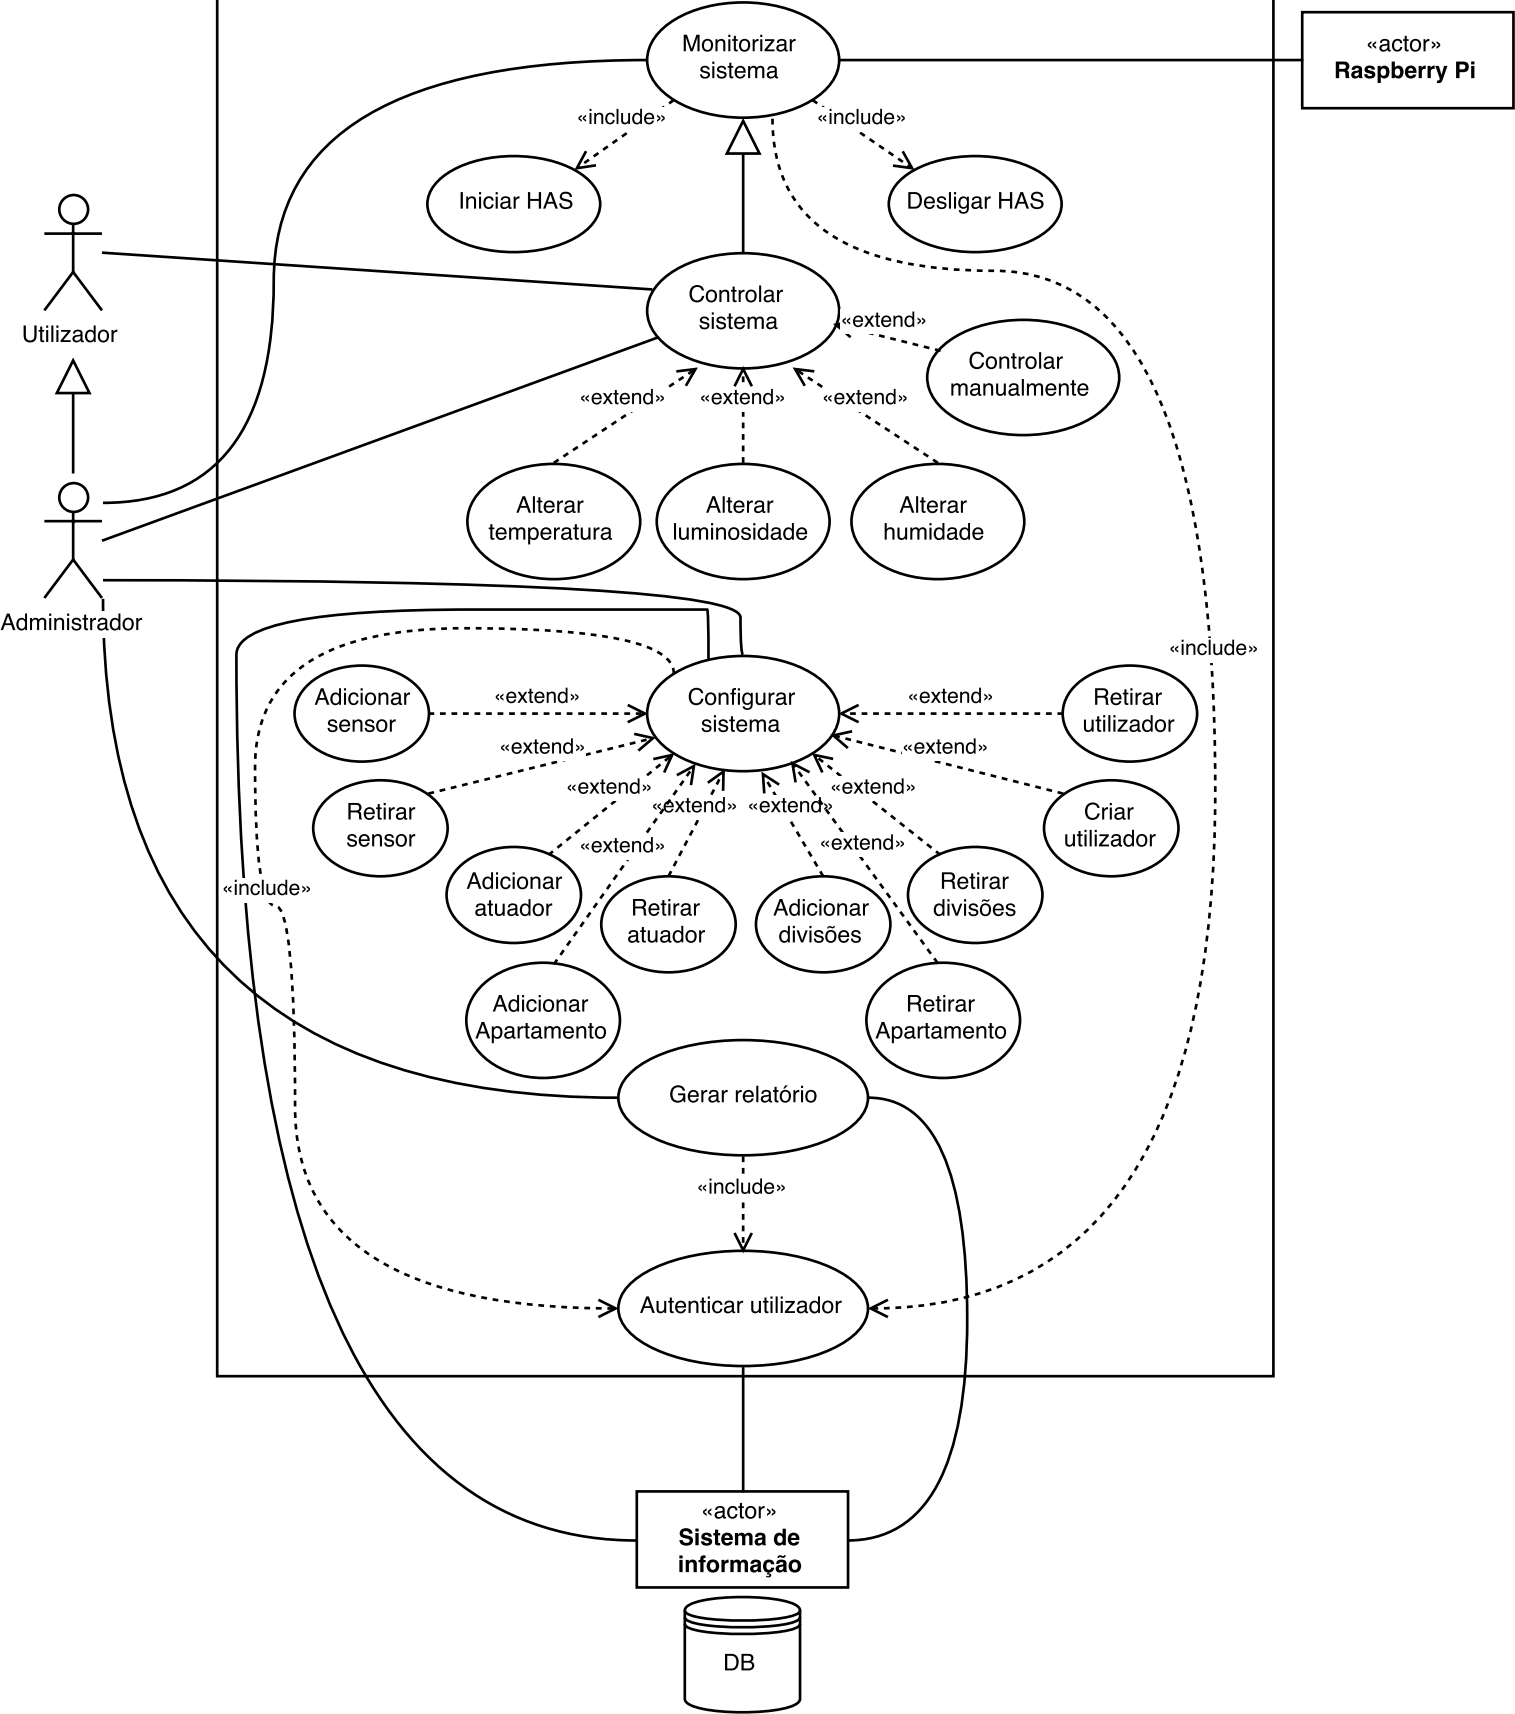 Monitorizar
sistema
«actor»
Raspberry Pi
«include»
«include»
Iniciar HAS
Desligar HAS
Utilizador
Controlar
sistema
«extend»
Controlar
manualmente
«extend»
«extend»
«extend»
Alterar
temperatura
Alterar
luminosidade
Alterar
humidade
Administrador
«include»
Adicionar
sensor
«extend»
Configurar
sistema
«extend»
Retirar
utilizador
«extend»
«extend»
Retirar
sensor
«extend»
«extend»
«extend»
«extend»
Criar
utilizador
«extend»
«extend»
«include»
Adicionar
atuador
Retirar
atuador
Adicionar
divisões
Retirar
divisões
Adicionar
Apartamento
Retirar
Apartamento
Gerar relatório
«include»
Autenticar utilizador
«actor»
Sistema de
informação
DB